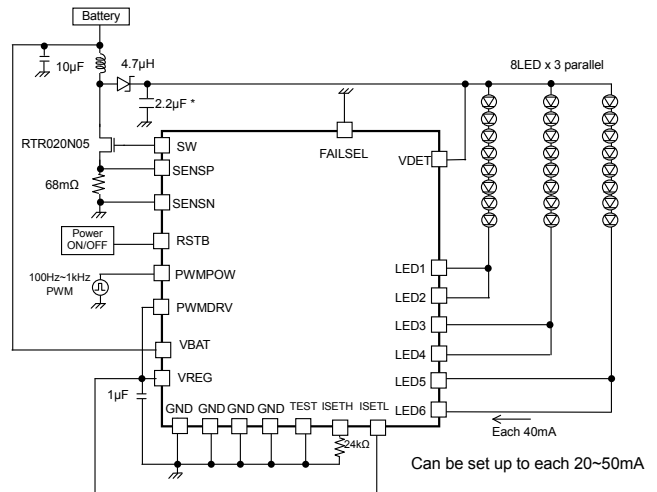 Battery
10μF
4.7μH
2.2μF *
8LED x 3 parallel
RTR020N05
SW
FAILSEL
VDET
SENSP
68mΩ
SENSN
Power
ON/OFF
RSTB
LED1
100Hz~1kHz
PWM
PWMPOW
LED2
PWMDRV
LED3
VBAT
LED4
VREG
LED5
1μF
GND GND GND GND TEST ISETH ISETL
LED6
Each 40mA
24kΩ
Can be set up to each 20~50mA